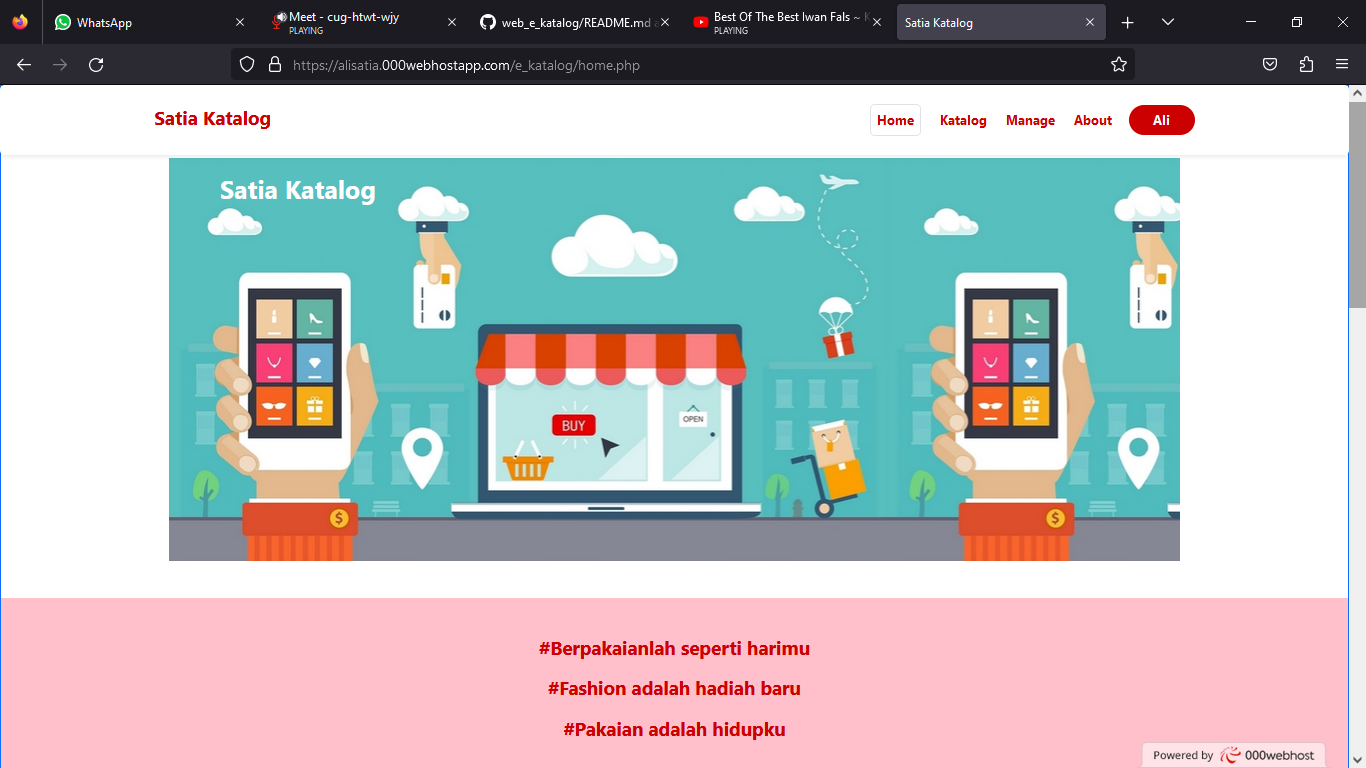 WhatsApp
Meet - cug-htwt-wjy
PLAYING
web_e_katalog/README.md
Best Of The Best Iwan Fals ~
PLAYING
Satia Katalog
https://alisatia.000webhostapp.com/e_katalog/home.php
Satia Katalog
Home
Katalog
Manage
About
Ali
Satia Katalog
BUY
OPEN
#Berpakaianlah seperti harimu
#Fashion adalah hadiah baru
#Pakaian adalah hidupku
Powered by 000webhost